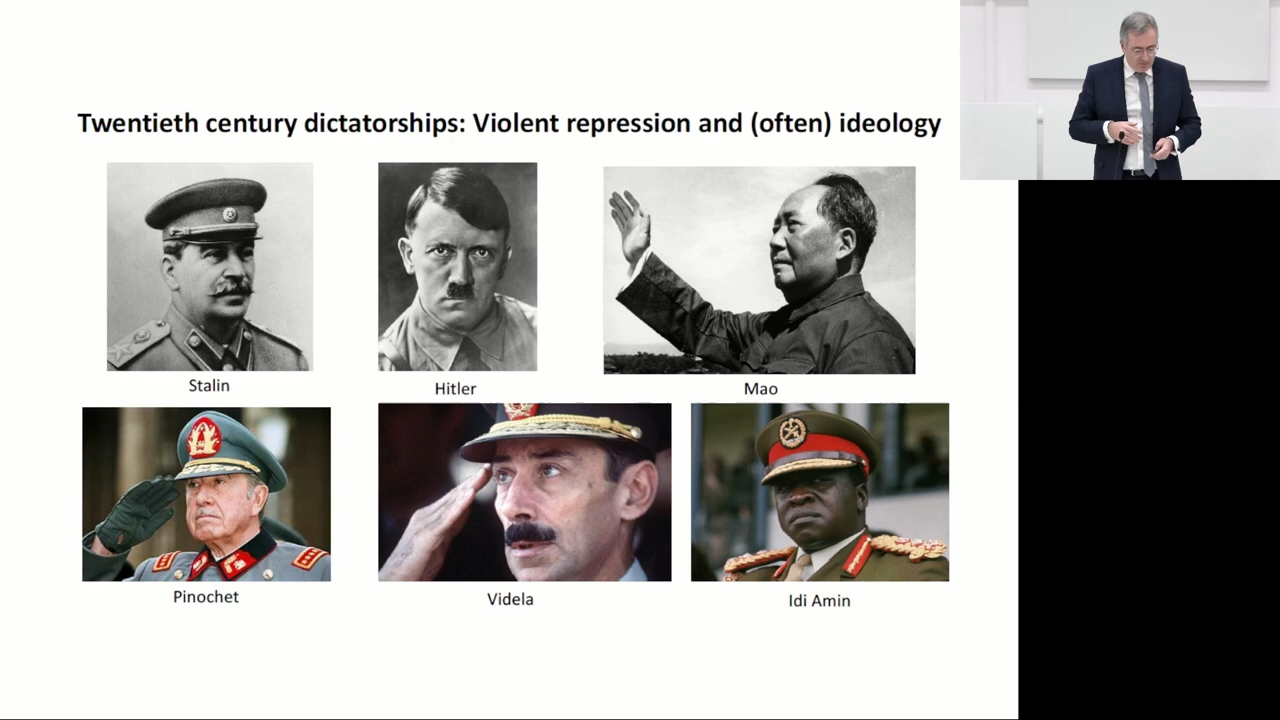 Twentieth century dictatorships: Violent repression and (often) ideology
Stalin
Hitler
Mao
Pinochet
Videla
Idi Amin